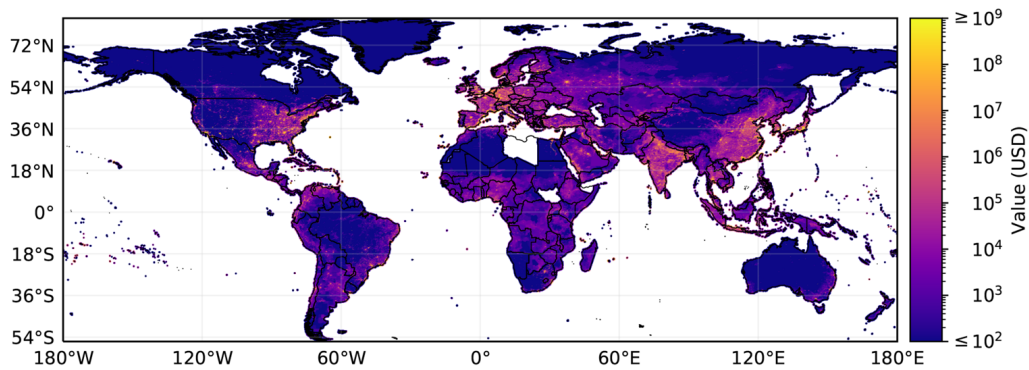 72°N
54°N
36°N
18°N
0°
18°S
36°S
54°S
180°W 120°W 60°W 0° 60°E 120°E 180°E
≥ 10⁹
10⁸
10⁷
10⁶
10⁵
10⁴
10³
≤ 10²
Value (USD)